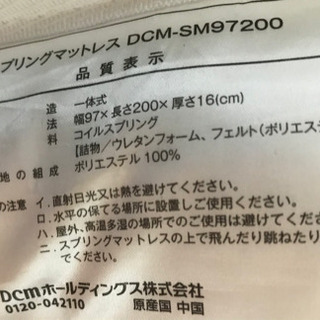 プリングマットレス DCM-SM97200
品質表示
造 一体式
法 幅97×長さ200×厚さ16(cm)
料 コイルスプリング
【詰物/ウレタンフォーム、フェルト(ポリエステ
地の組成 ポリエステル100%
の注意 イ.直射日光又は熱を避けてください。
ロ.水平の保てる場所に設置しご使用ください。
ハ.屋外、高温多湿の場所でのご使用は避けてください。
ニ.スプリングマットレスの上で飛んだり跳ねたり
でください。
DCMホールディングス株式会社
0120-042110 原産国 中国